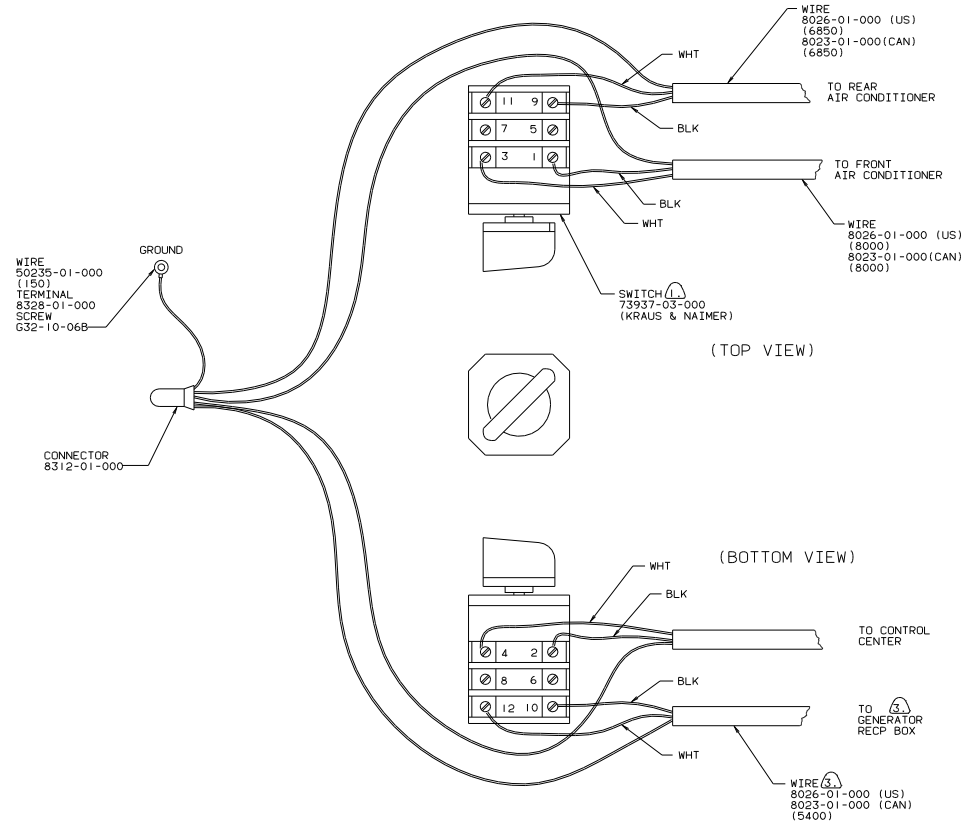 WIRE
8026-01-000 (US)
(6850)
8023-01-000(CAN)
(6850)
WHT
TO REAR
AIR CONDITIONER
11 9
7 5
3 1
BLK
TO FRONT
AIR CONDITIONER
BLK
WHT
WIRE
8026-01-000 (US)
(8000)
8023-01-000(CAN)
(8000)
GROUND
WIRE
50235-01-000
(150)
TERMINAL
8328-01-000
SCREW
G32-10-06B
SWITCH 1.
73937-03-000
(KRAUS & NAIMER)
(TOP VIEW)
CONNECTOR
8312-01-000
(BOTTOM VIEW)
WHT
BLK
TO CONTROL
CENTER
4 2
8 6
12 10
BLK
TO 3.
GENERATOR
RECP BOX
WHT
WIRE 3.
8026-01-000 (US)
8023-01-000 (CAN)
(5400)